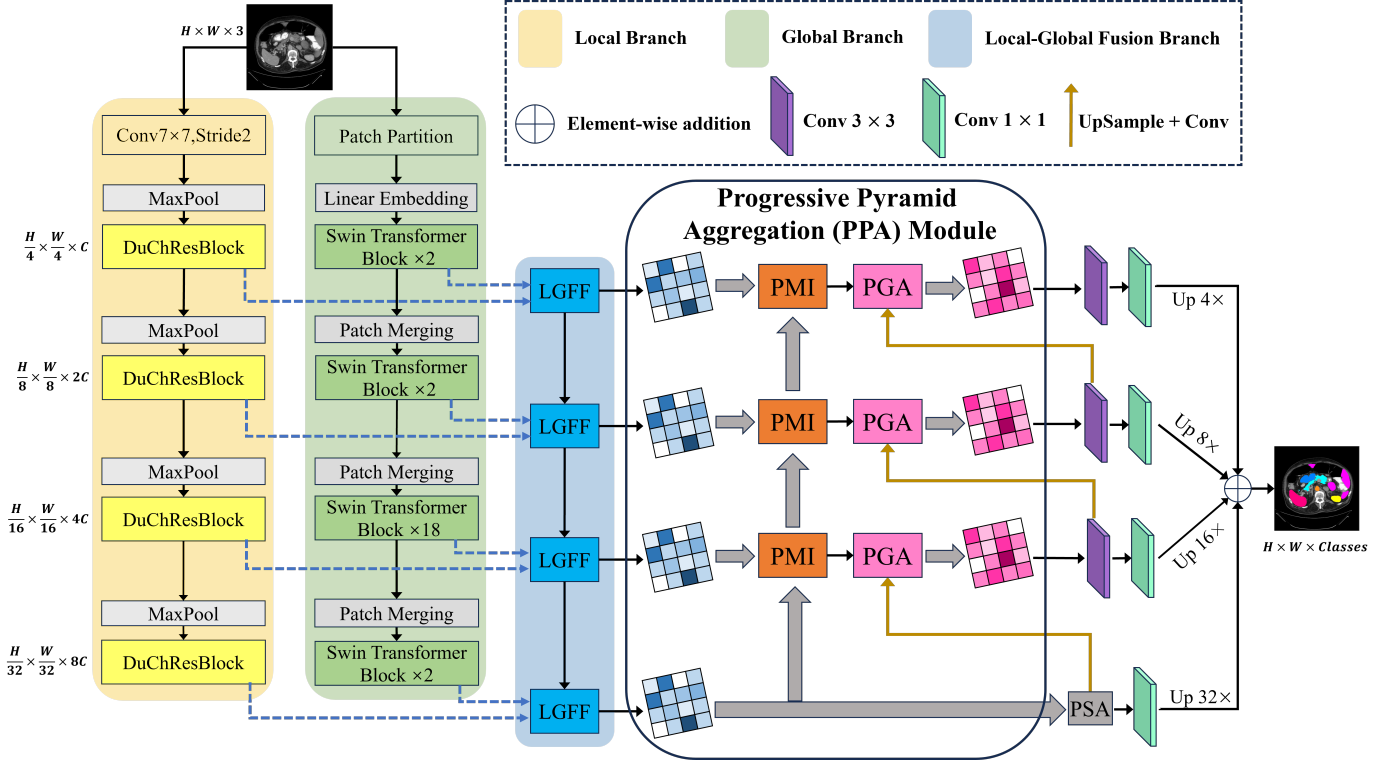 H × W × 3
Local Branch
Global Branch
Local-Global Fusion Branch
Element-wise addition
Conv 3 × 3
Conv 1 × 1
UpSample + Conv
Conv7×7,Stride2
MaxPool
H/4 × W/4 × C
DuChResBlock
MaxPool
H/8 × W/8 × 2C
DuChResBlock
MaxPool
H/16 × W/16 × 4C
DuChResBlock
MaxPool
H/32 × W/32 × 8C
DuChResBlock
Patch Partition
Linear Embedding
Swin Transformer
Block ×2
Patch Merging
Swin Transformer
Block ×2
Patch Merging
Swin Transformer
Block ×18
Patch Merging
Swin Transformer
Block ×2
LGFF
LGFF
LGFF
LGFF
Progressive Pyramid
Aggregation (PPA) Module
PMI
PGA
PMI
PGA
PMI
PGA
PSA
Up 4×
Up 8×
Up 16×
Up 32×
H × W × Classes